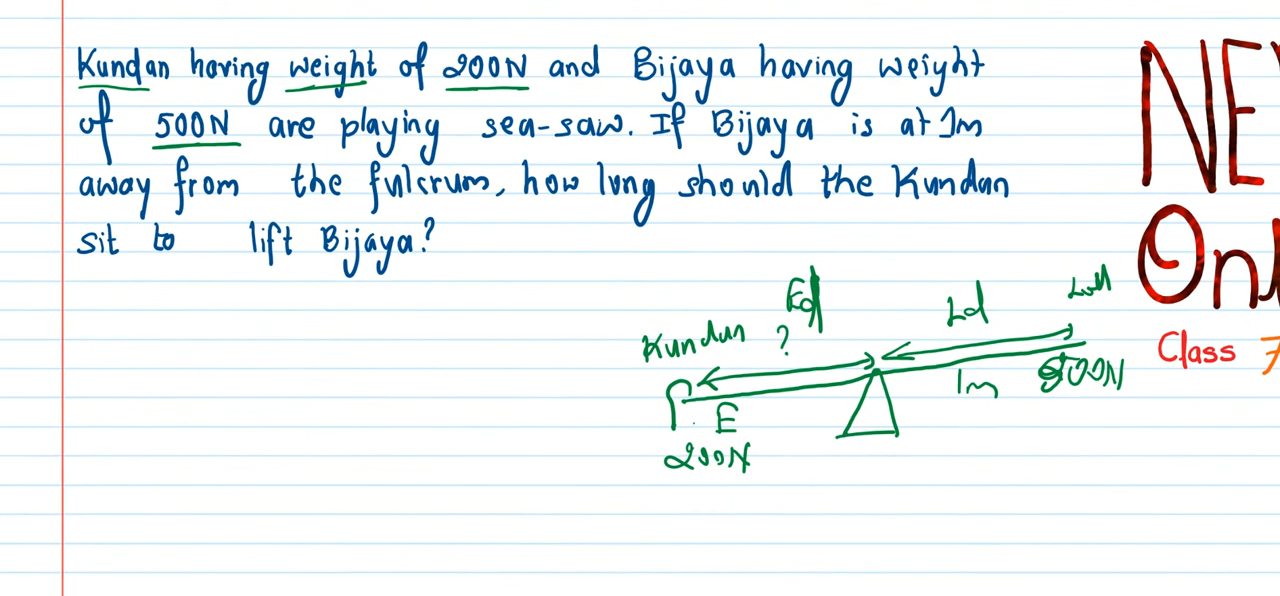 Kundan having weight of 200N and Bijaya having weight
of 500N are playing sea-saw. If Bijaya is at 1m
away from the fulcrum, how long should the Kundan
sit to lift Bijaya?
NE
Onl
Class 7
Ed
Ld
Kundan ?
1m
500N
E
200N